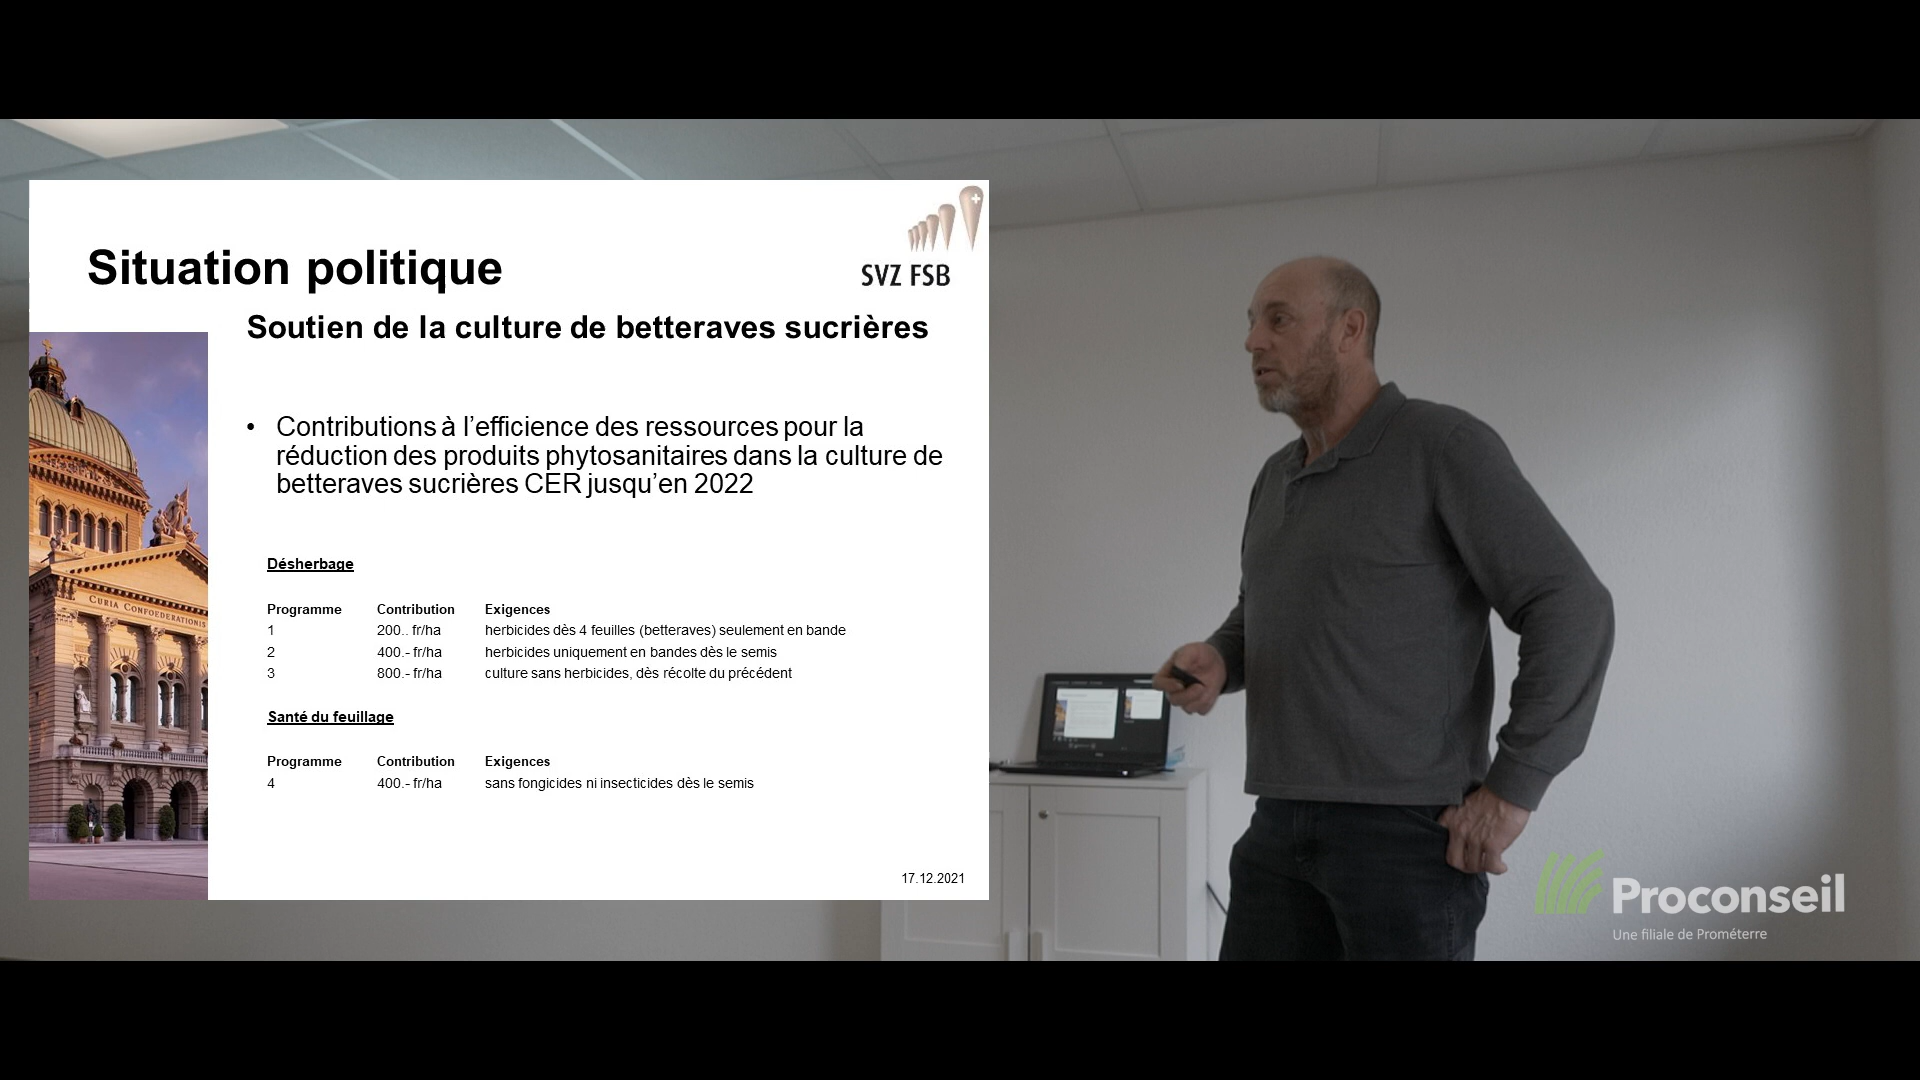 SVZ FSB
Situation politique
Soutien de la culture de betteraves sucrières
• Contributions à l’efficience des ressources pour la
réduction des produits phytosanitaires dans la culture de
betteraves sucrières CER jusqu’en 2022
CURIA CONFOEDERATIONIS
Désherbage
Programme Contribution Exigences
1 200.. fr/ha herbicides dès 4 feuilles (betteraves) seulement en bande
2 400.- fr/ha herbicides uniquement en bandes dès le semis
3 800.- fr/ha culture sans herbicides, dès récolte du précédent
Santé du feuillage
Programme Contribution Exigences
4 400.- fr/ha sans fongicides ni insecticides dès le semis
17.12.2021
Proconseil
Une filiale de Prométerre